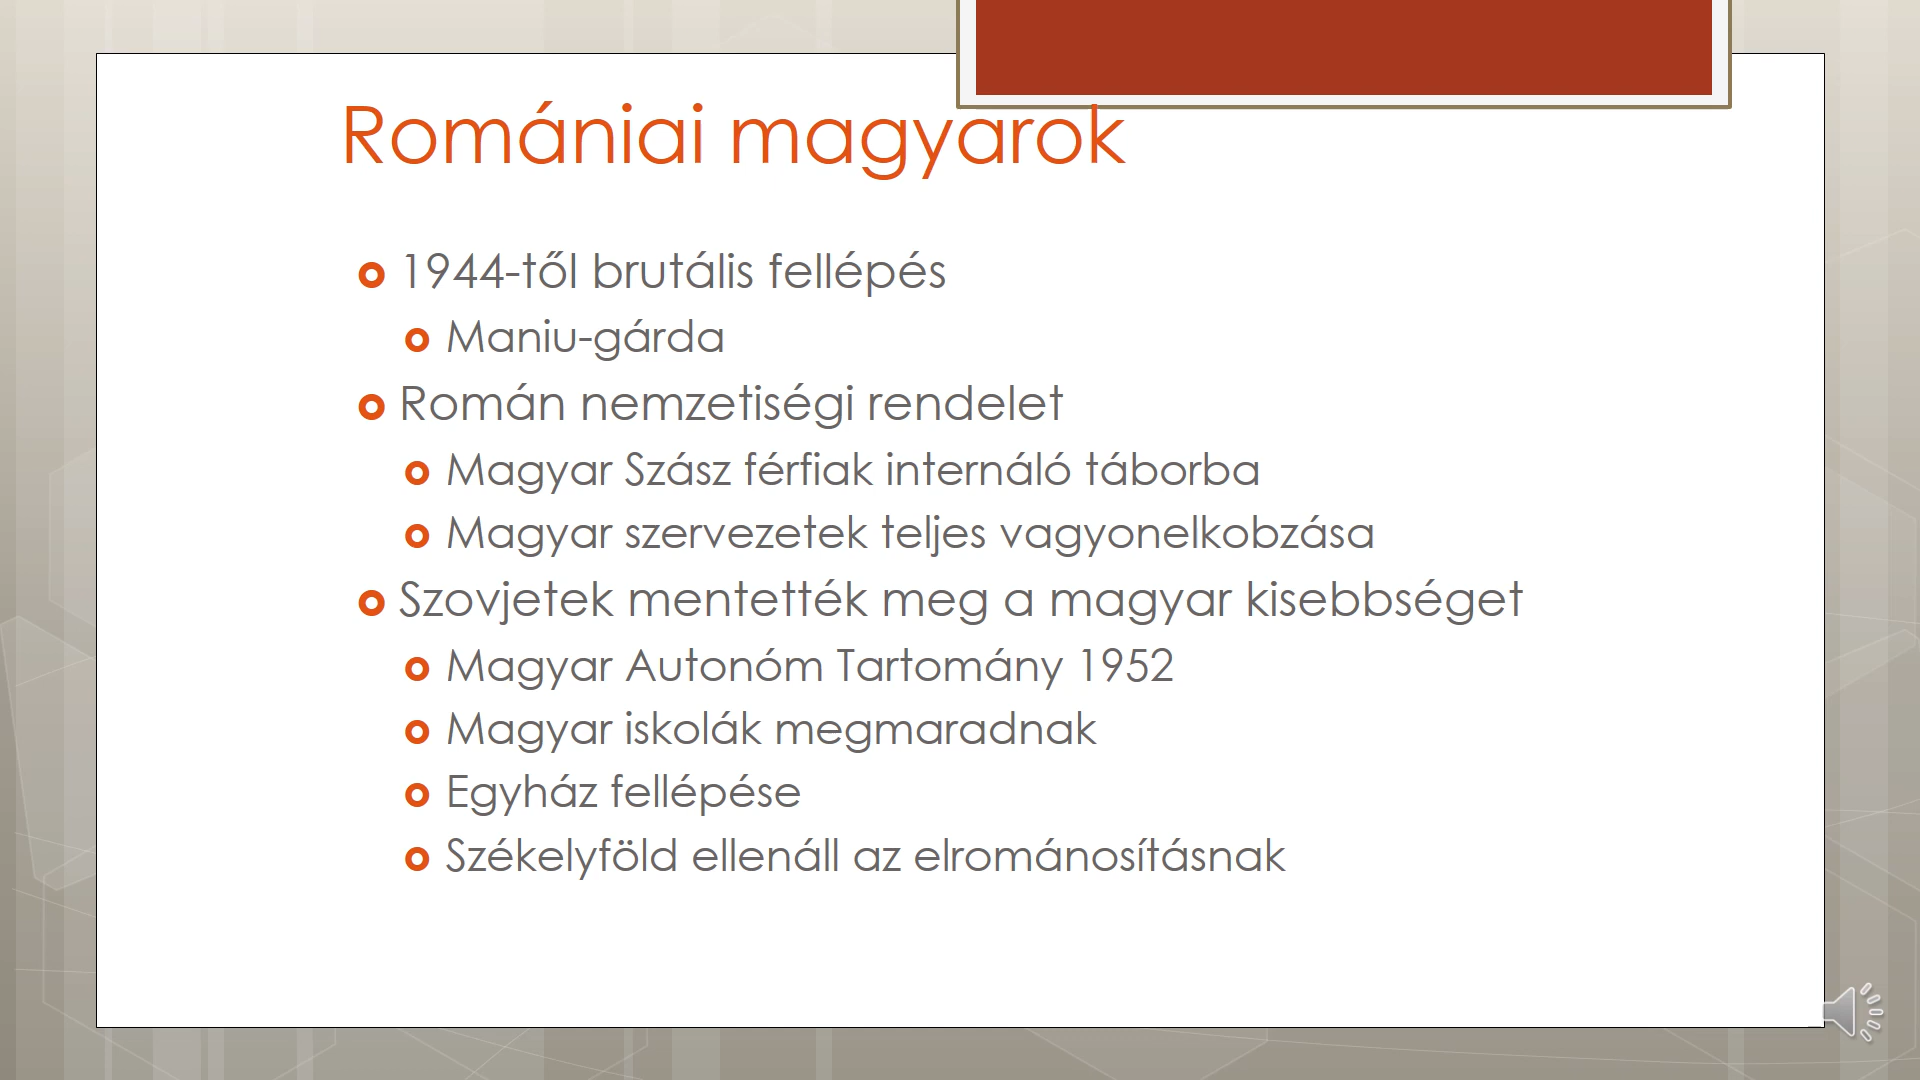 Romániai magyarok
1944-től brutális fellépés
Maniu-gárda
Román nemzetiségi rendelet
Magyar Szász férfiak internáló táborba
Magyar szervezetek teljes vagyonelkobzása
Szovjetek mentették meg a magyar kisebbséget
Magyar Autonóm Tartomány 1952
Magyar iskolák megmaradnak
Egyház fellépése
Székelyföld ellenáll az elrománosításnak